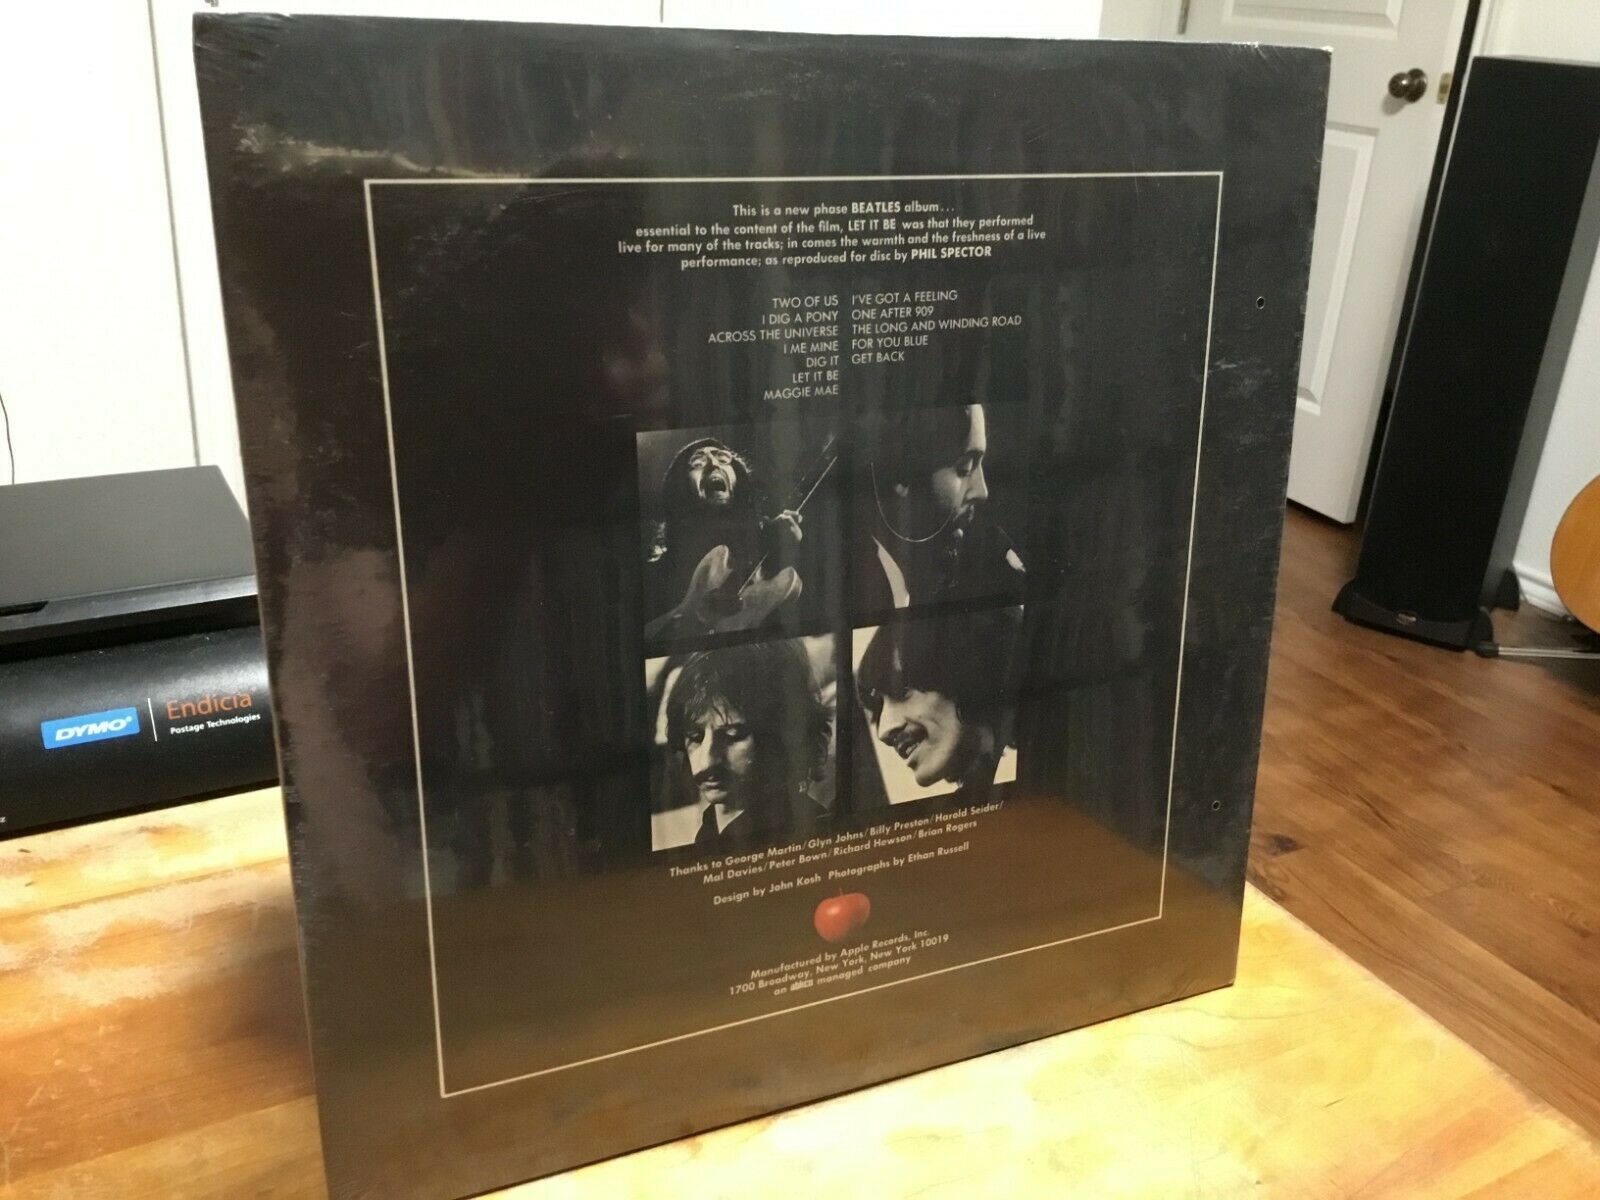 This is a new phase BEATLES album...
essential to the content of the film, LET IT BE was that they performed
live for many of the tracks; in comes the warmth and the freshness of a live
performance; as reproduced for disc by PHIL SPECTOR
TWO OF US
I DIG A PONY
ACROSS THE UNIVERSE
I ME MINE
DIG IT
LET IT BE
MAGGIE MAE
I'VE GOT A FEELING
ONE AFTER 909
THE LONG AND WINDING ROAD
FOR YOU BLUE
GET BACK
Thanks to George Martin/Glyn Johns/Billy Preston/Harold Seider/
Mal Davies/Peter Bown/Richard Hewson/Brian Rogers
Design by John Kosh Photographs by Ethan Russell
Manufactured by Apple Records, Inc.
1700 Broadway, New York, New York 10019
an abkco managed company
DYMO®
Endicia
Postage Technologies